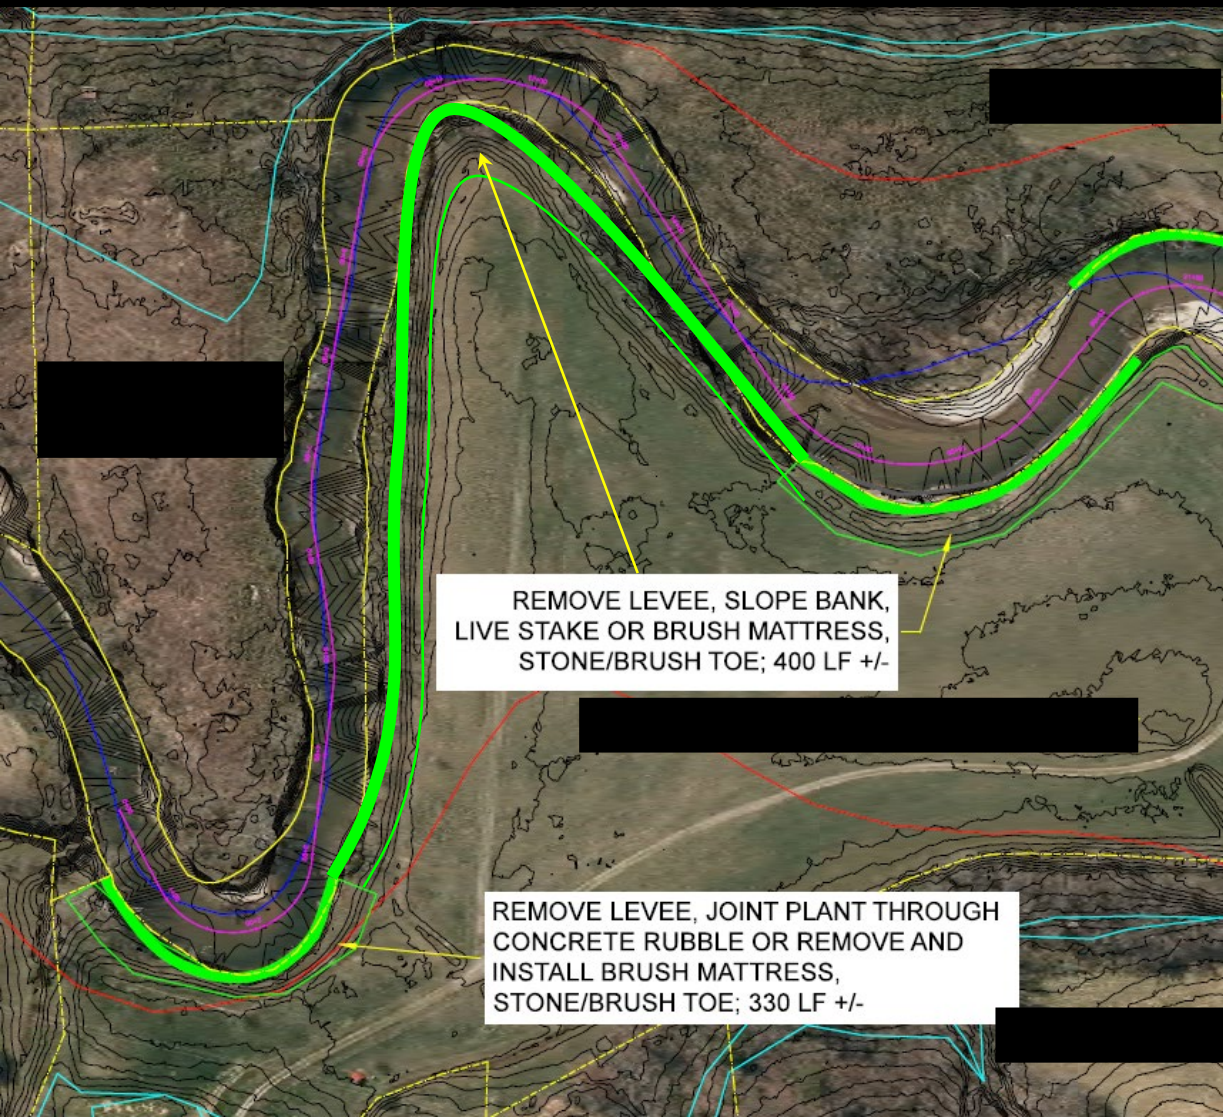 REMOVE LEVEE, SLOPE BANK,
LIVE STAKE OR BRUSH MATTRESS,
STONE/BRUSH TOE; 400 LF +/-
REMOVE LEVEE, JOINT PLANT THROUGH
CONCRETE RUBBLE OR REMOVE AND
INSTALL BRUSH MATTRESS,
STONE/BRUSH TOE; 330 LF +/-